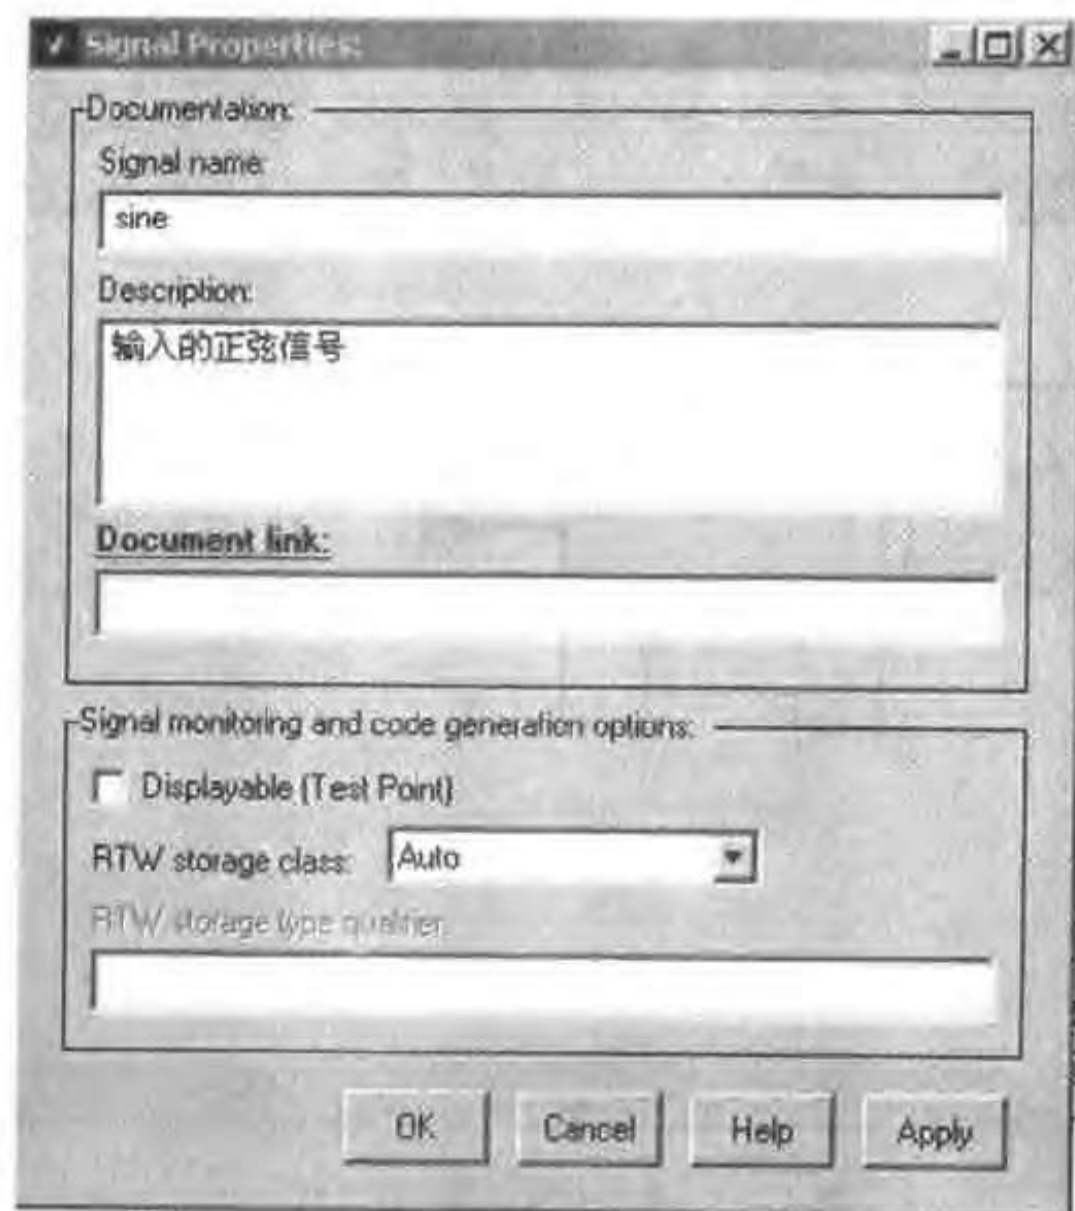 Signal Properties:
Documentation:
Signal name:
sine
Description:
输入的正弦信号
Document link:
Signal monitoring and code generation options:
Displayable (Test Point)
RTW storage class:
Auto
RTW storage type qualifier:
OK
Cancel
Help
Apply